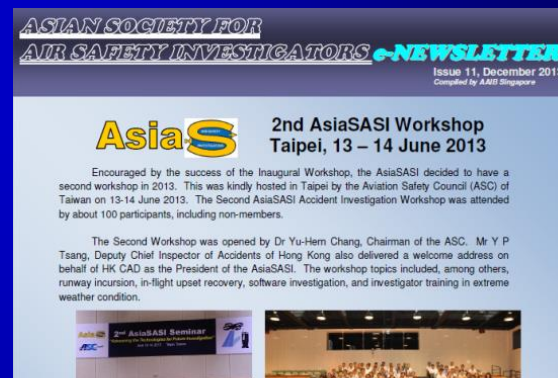 ASIAN SOCIETY FOR
AIR SAFETY INVESTIGATORS e-NEWSLETTER
Issue 11, December 201
Compiled by AAIB Singapore
AsiaS
2nd AsiaSASI Workshop
Taipei, 13 – 14 June 2013
Encouraged by the success of the Inaugural Workshop, the AsiaSASI decided to have a
second workshop in 2013. This was kindly hosted in Taipei by the Aviation Safety Council (ASC) of
Taiwan on 13-14 June 2013. The Second AsiaSASI Accident Investigation Workshop was attended
by about 100 participants, including non-members.
The Second Workshop was opened by Dr Yu-Hern Chang, Chairman of the ASC. Mr Y P
Tsang, Deputy Chief Inspector of Accidents of Hong Kong also delivered a welcome address on
behalf of HK CAD as the President of the AsiaSASI. The workshop topics included, among others,
runway incursion, in-flight upset recovery, software investigation, and investigator training in extreme
weather condition.
2nd AsiaSASI Seminar